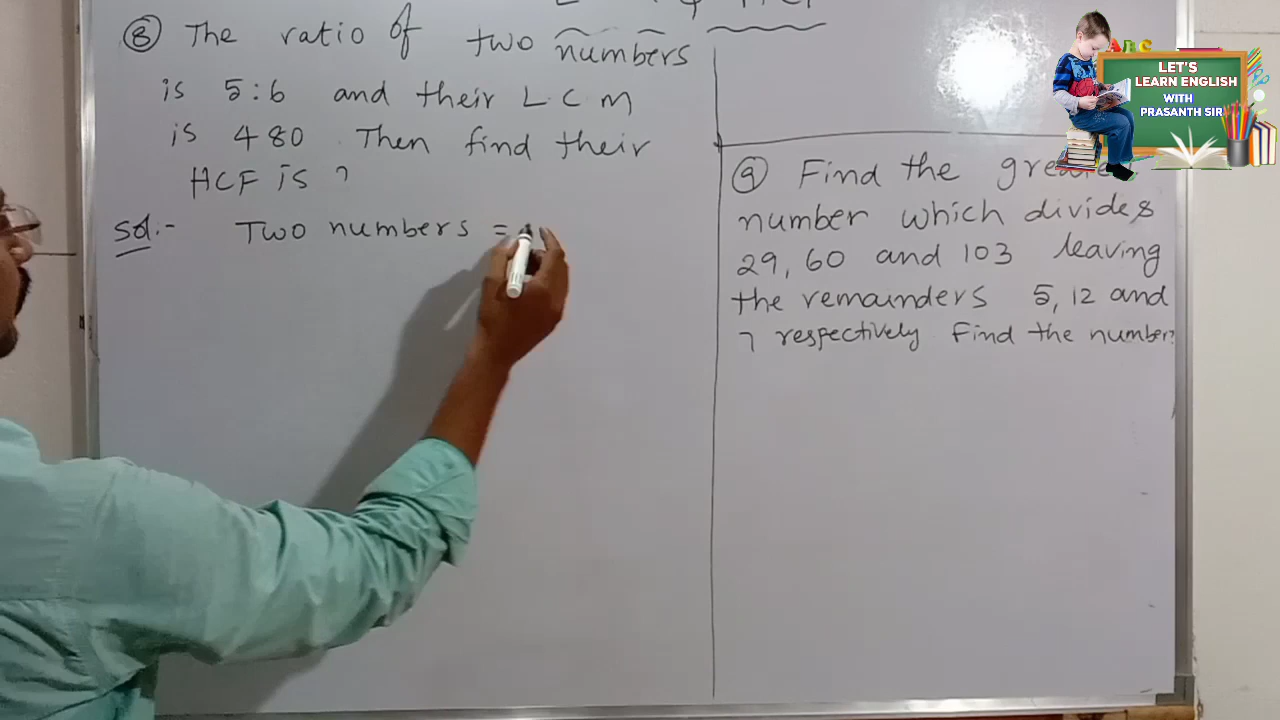 ⑧ The ratio of two numbers
is 5:6 and their LCM
is 480 Then find their
HCF is ?
Sol:- Two numbers =
⑨ Find the
number which divides
29, 60 and 103 leaving
the remainders 5, 12 and
7 respectively Find the number?
LET'S
LEARN ENGLISH
WITH
PRASANTH SIR